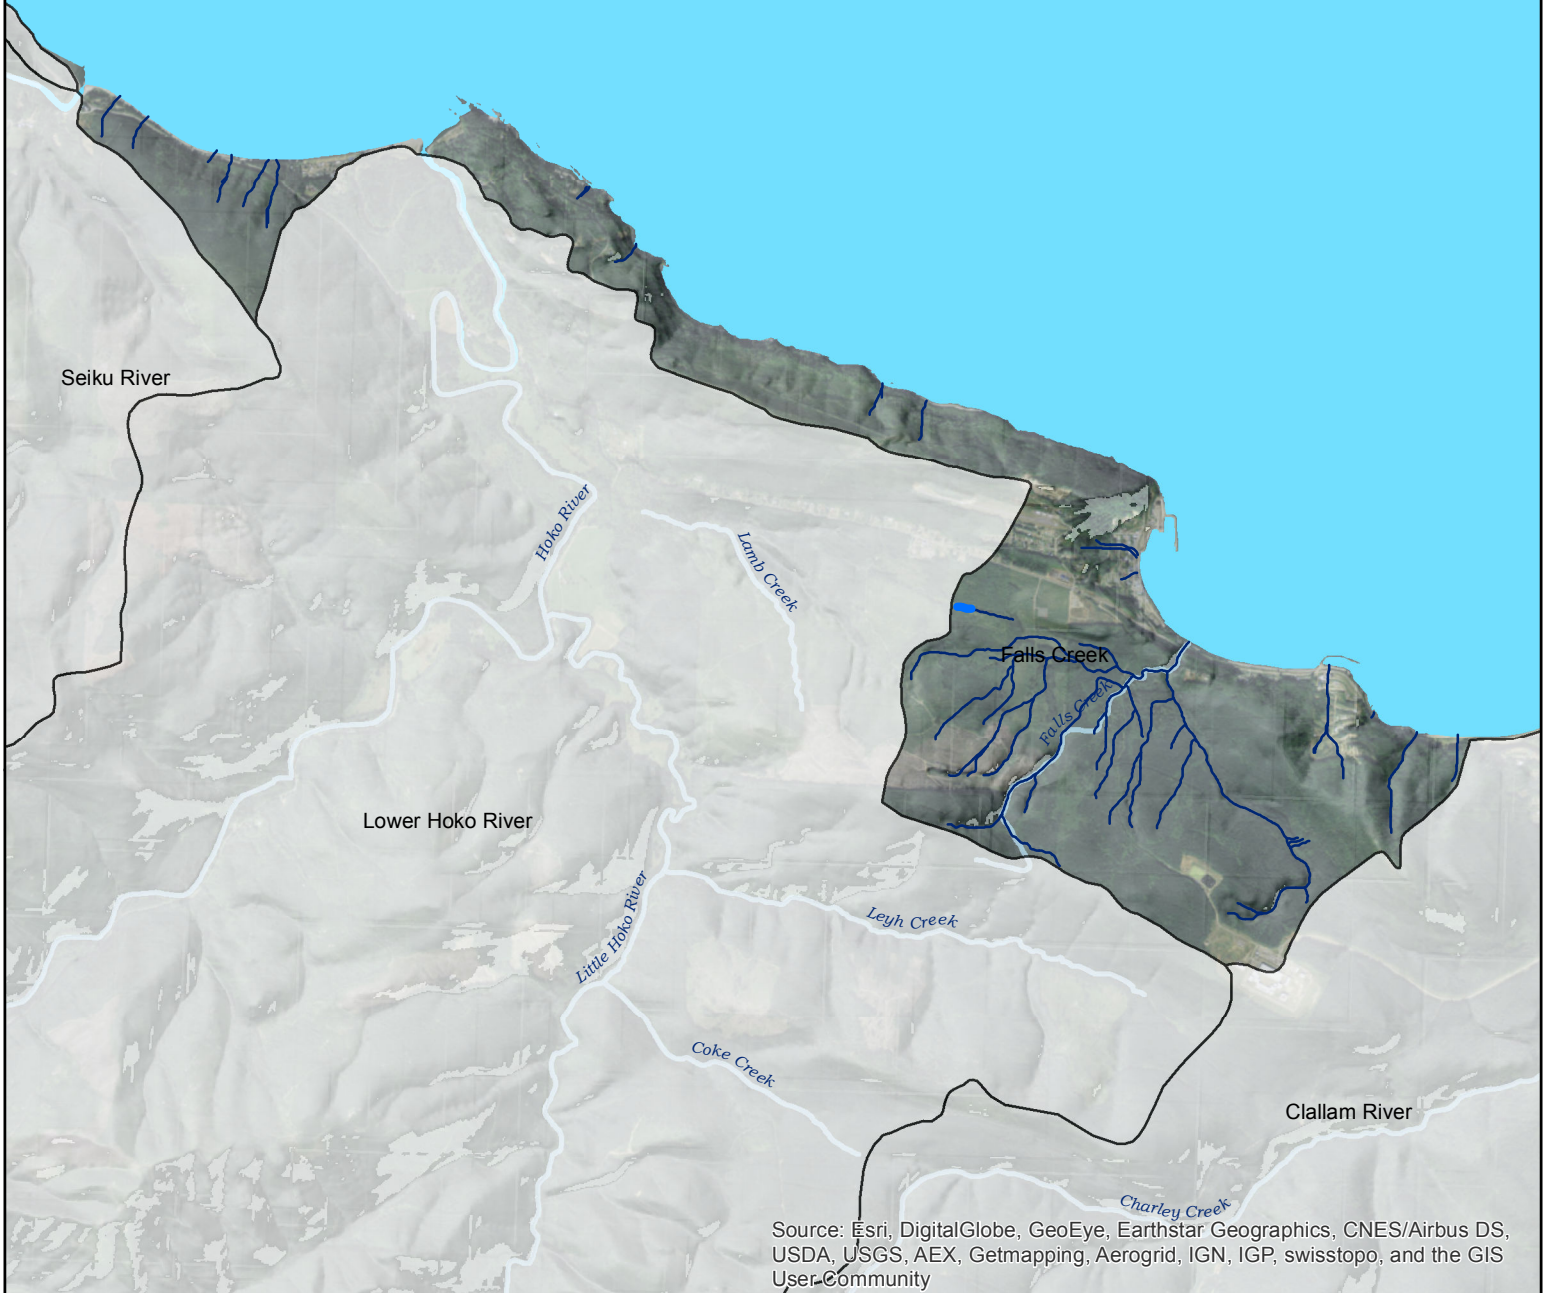 Seiku River
Hoko River
Lamb Creek
Falls Creek
Falls Creek
Lower Hoko River
Little Hoko River
Leyh Creek
Coke Creek
Clallam River
Charley Creek
Source: Esri, DigitalGlobe, GeoEye, Earthstar Geographics, CNES/Airbus DS,
USDA, USGS, AEX, Getmapping, Aerogrid, IGN, IGP, swisstopo, and the GIS
User Community